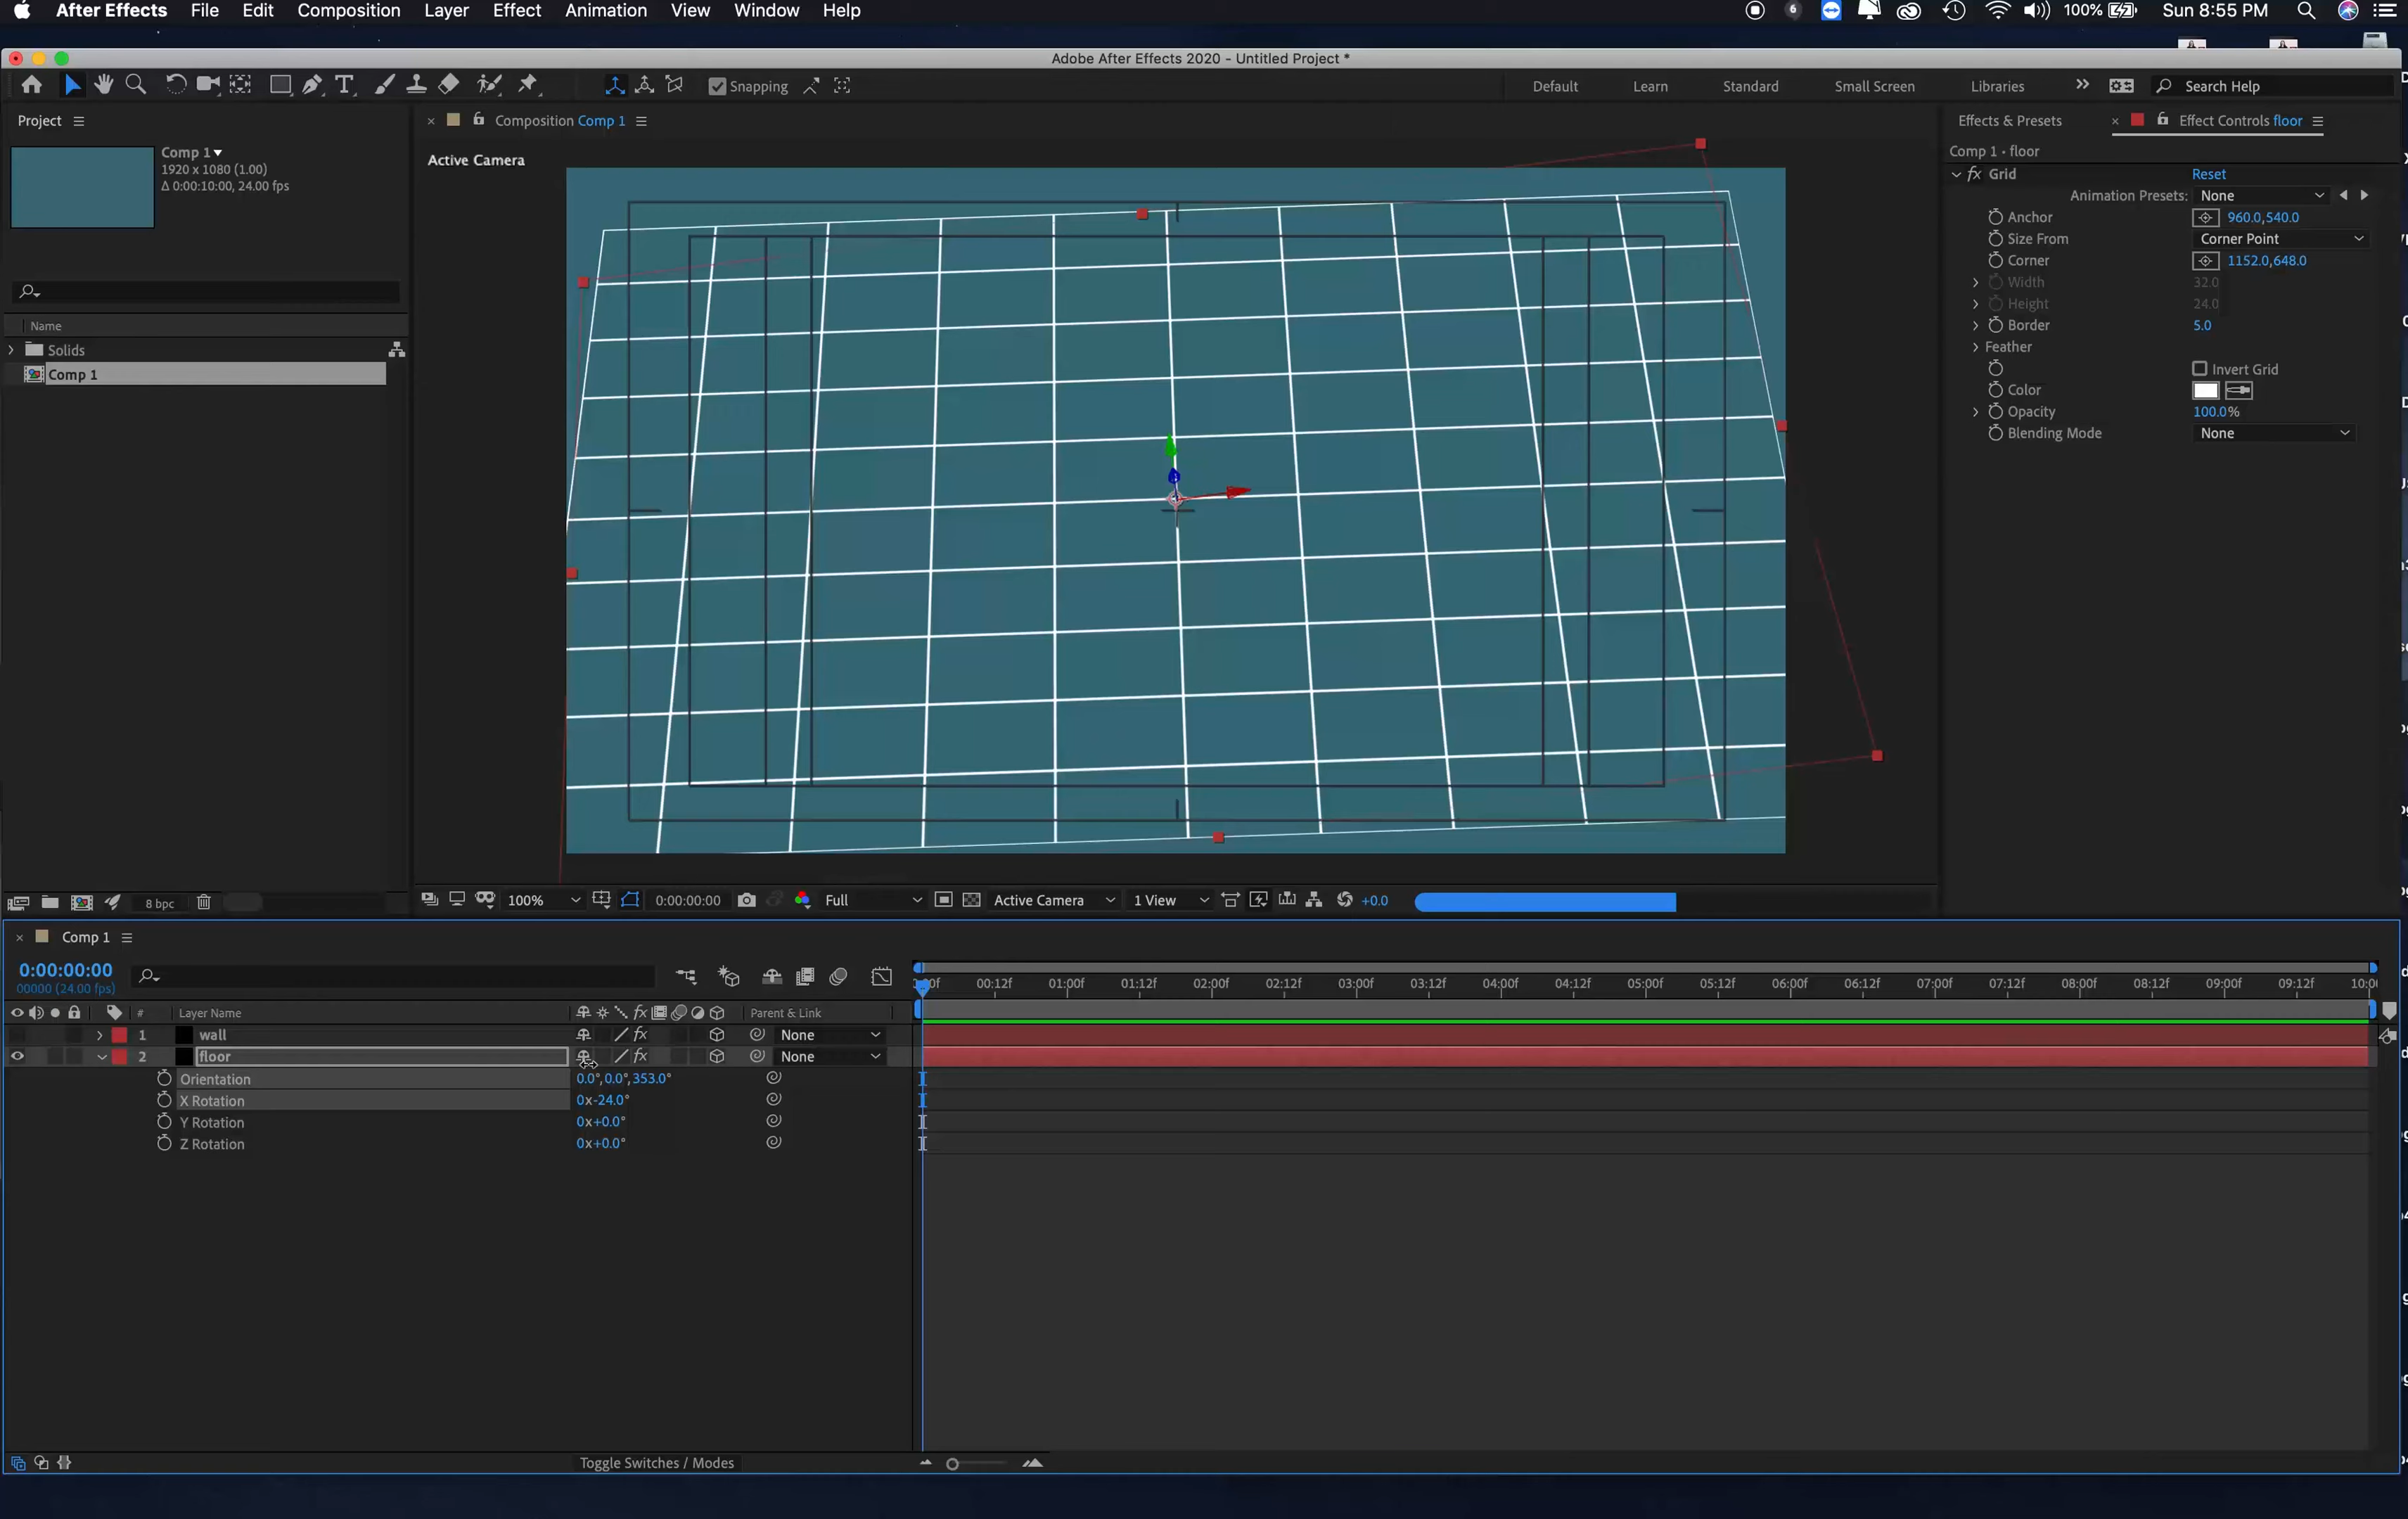 After Effects File Edit Composition Layer Effect Animation View Window Help 6 100% Sun 8:55 PM
Adobe After Effects 2020 - Untitled Project *
Snapping Default Learn Standard Small Screen Libraries Search Help
Project
Comp 1
1920 x 1080 (1.00)
Δ 0:00:10:00, 24.00 fps
Name
Solids
Comp 1
8 bpc
Composition Comp 1
Active Camera
100% 0:00:00:00 Full Active Camera 1 View +0.0
Effects & Presets Effect Controls floor
Comp 1 • floor
fx Grid Reset
Animation Presets: None
Anchor 960.0,540.0
Size From Corner Point
Corner 1152.0,648.0
Width 32.0
Height 24.0
Border 5.0
Feather
Invert Grid
Color
Opacity 100.0%
Blending Mode None
Comp 1
0:00:00:00
00000 (24.00 fps)
00:12f 01:00f 01:12f 02:00f 02:12f 03:00f 03:12f 04:00f 04:12f 05:00f 05:12f 06:00f 06:12f 07:00f 07:12f 08:00f 08:12f 09:00f 09:12f
# Layer Name fx Parent & Link
1 wall fx None
2 floor fx None
Orientation 0.0°,0.0°,353.0°
X Rotation 0x-24.0°
Y Rotation 0x+0.0°
Z Rotation 0x+0.0°
Toggle Switches / Modes